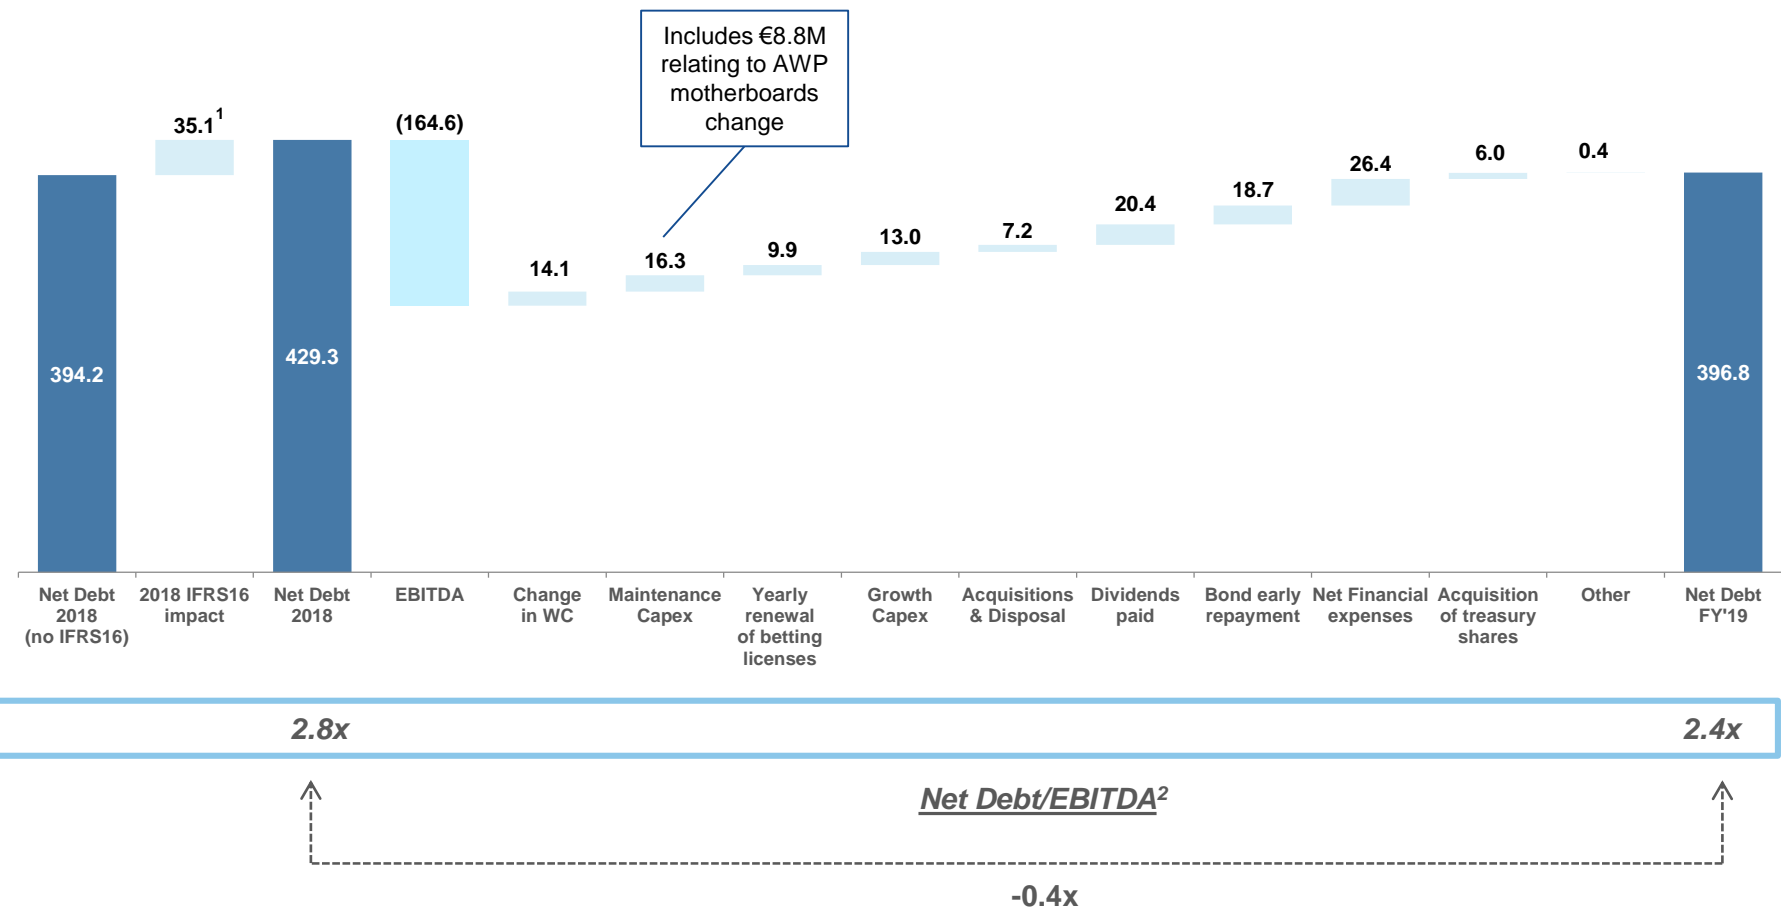 Includes €8.8M
relating to AWP
motherboards
change
35.1¹
(164.6)
14.1
16.3
9.9
13.0
7.2
20.4
18.7
26.4
6.0
0.4
394.2
429.3
396.8
Net Debt
2018
(no IFRS16)
2018 IFRS16
impact
Net Debt
2018
EBITDA
Change
in WC
Maintenance
Capex
Yearly
renewal
of betting
licenses
Growth
Capex
Acquisitions
& Disposal
Dividends
paid
Bond early
repayment
Net Financial
expenses
Acquisition
of treasury
shares
Other
Net Debt
FY'19
2.8x
2.4x
Net Debt/EBITDA²
-0.4x